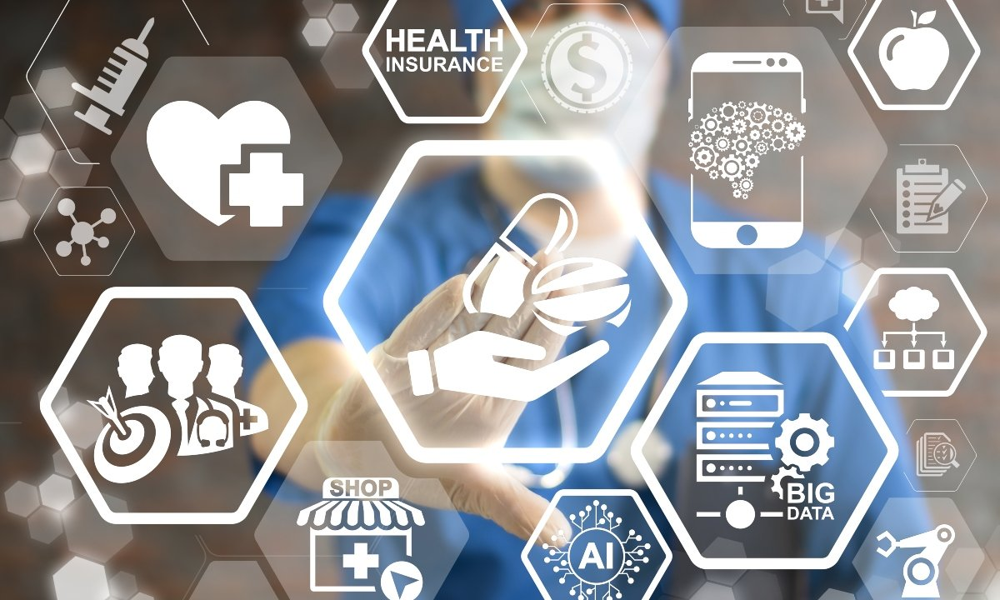 HEALTH
INSURANCE
$
SHOP
BIG
DATA
AI